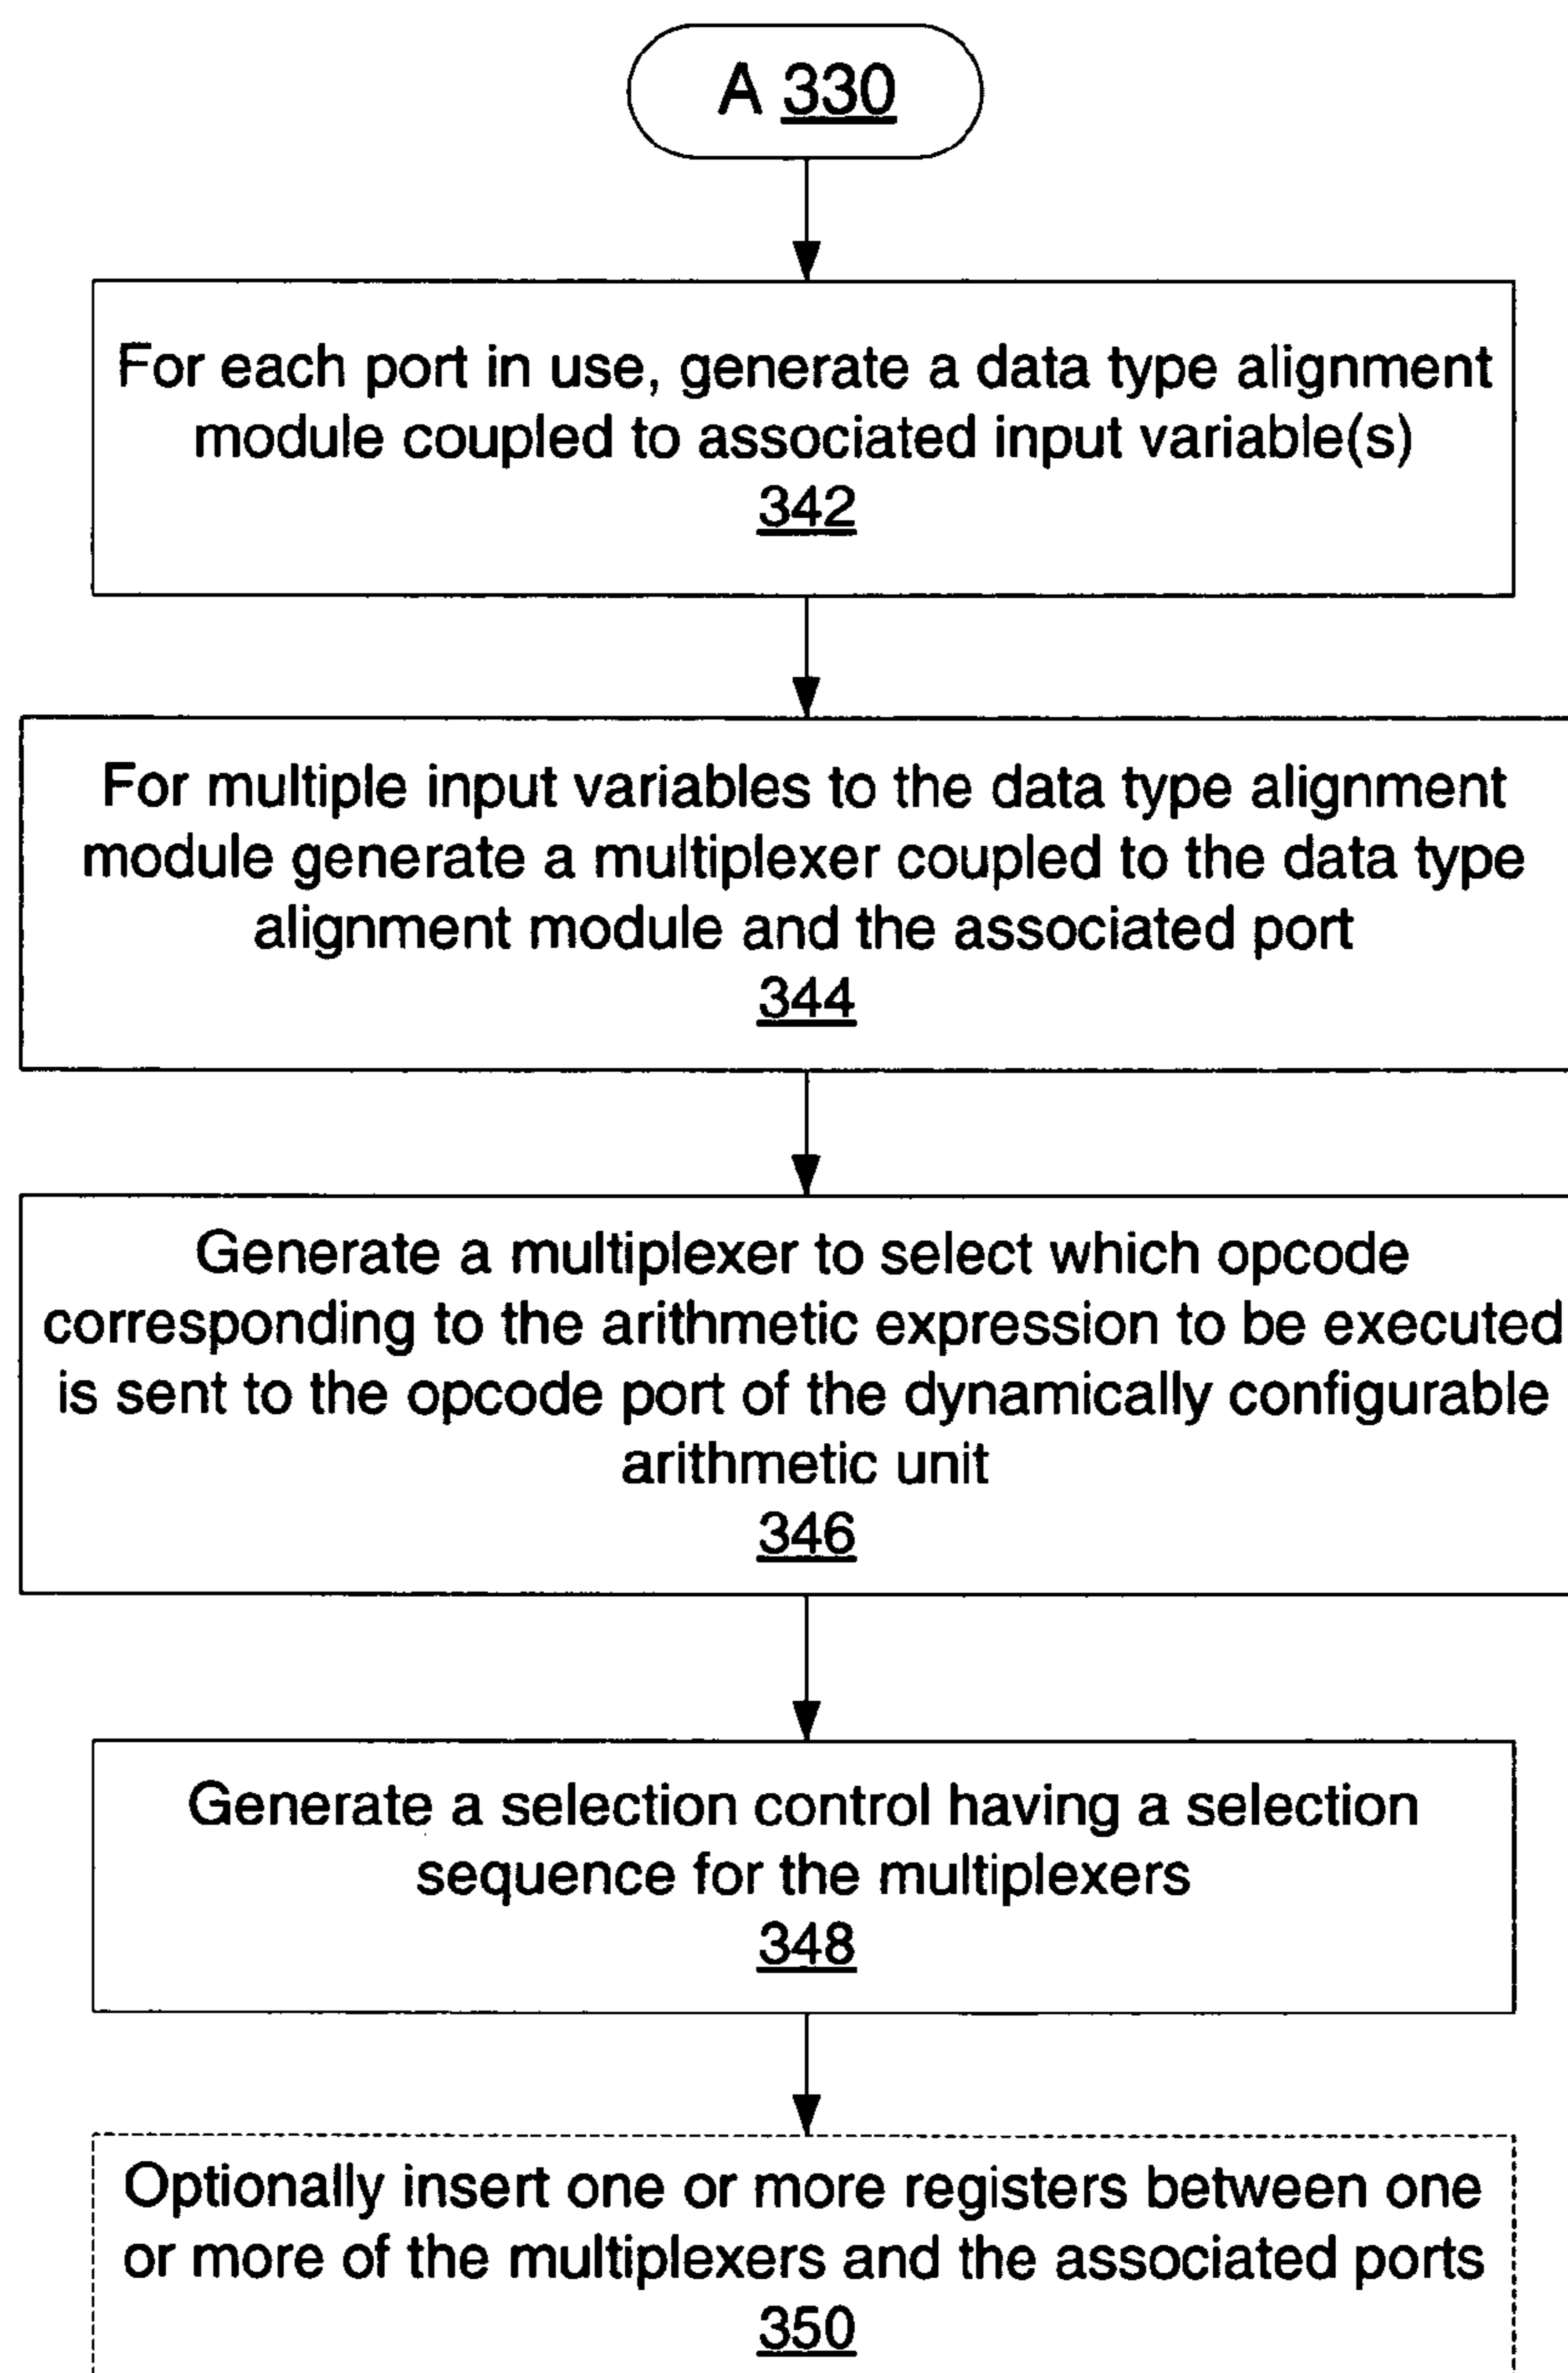 A 330
For each port in use, generate a data type alignment
module coupled to associated input variable(s)
342
For multiple input variables to the data type alignment
module generate a multiplexer coupled to the data type
alignment module and the associated port
344
Generate a multiplexer to select which opcode
corresponding to the arithmetic expression to be executed
is sent to the opcode port of the dynamically configurable
arithmetic unit
346
Generate a selection control having a selection
sequence for the multiplexers
348
Optionally insert one or more registers between one
or more of the multiplexers and the associated ports
350